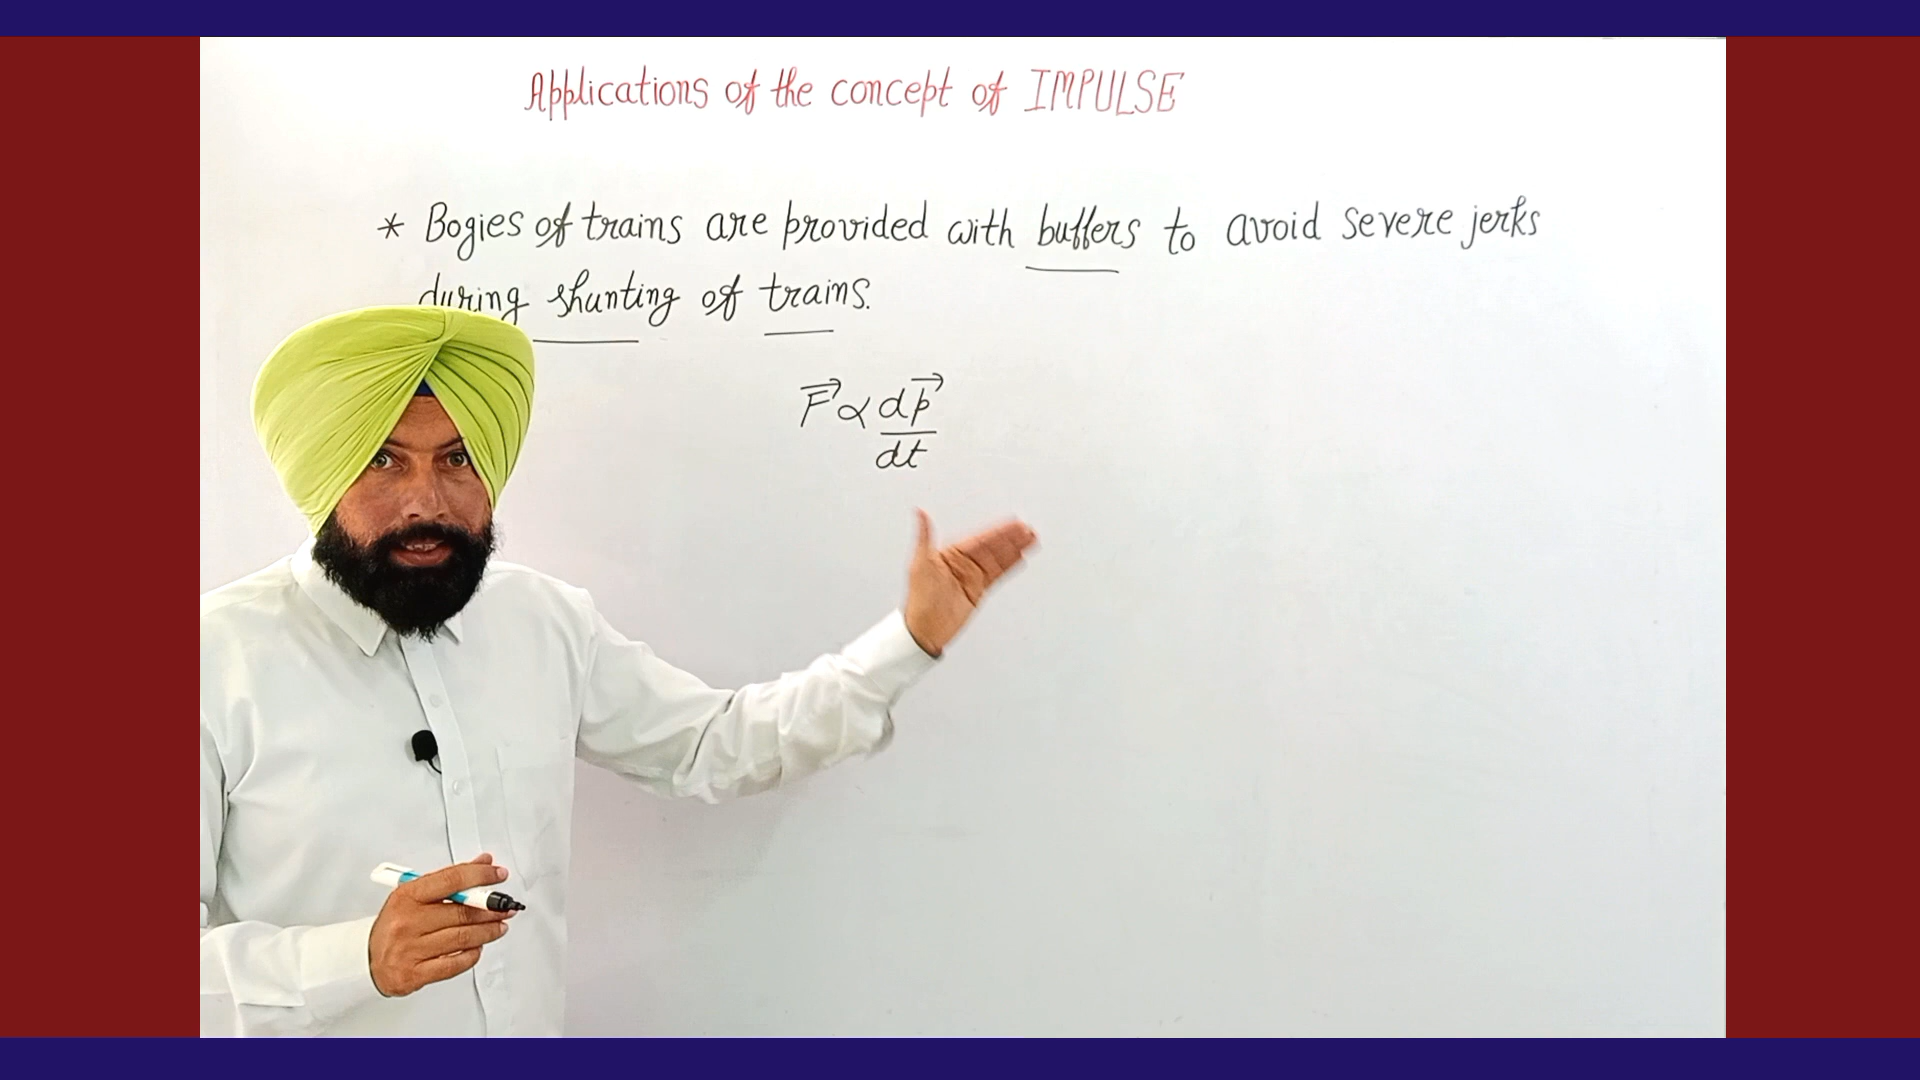 Applications of the concept of IMPULSE
* Bogies of trains are provided with buffers to avoid severe jerks
during shunting of trains.
F⃗ ∝ dp⃗
dt